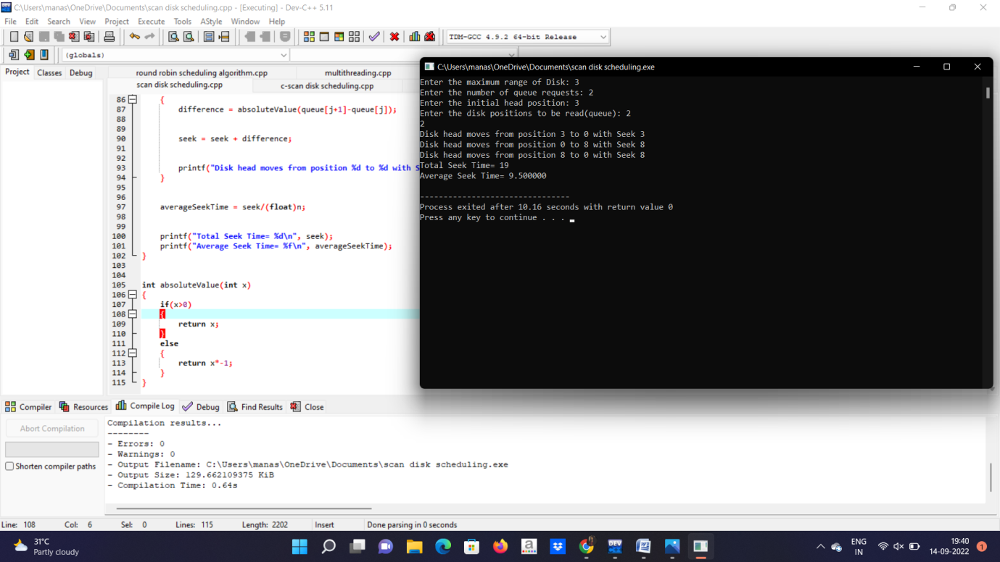 C:\Users\manas\OneDrive\Documents\scan disk scheduling.cpp - [Executing] - Dev-C++ 5.11
File Edit Search View Project Execute Tools AStyle Window Help
TDM-GCC 4.9.2 64-bit Release
(globals)
Project Classes Debug
round robin scheduling algorithm.cpp multithreading.cpp
scan disk scheduling.cpp c-scan disk scheduling.cpp
86 {
87 difference = absoluteValue(queue[j+1]-queue[j]);
88
89
90 seek = seek + difference;
91
92
93 printf("Disk head moves from position %d to %d with S
94 }
95
96
97 averageSeekTime = seek/(float)n;
98
99
100 printf("Total Seek Time= %d\n", seek);
101 printf("Average Seek Time= %f\n", averageSeekTime);
102 }
103
104
105 int absoluteValue(int x)
106 {
107 if(x>0)
108 {
109 return x;
110 }
111 else
112 {
113 return x*-1;
114 }
115 }
C:\Users\manas\OneDrive\Documents\scan disk scheduling.exe
Enter the maximum range of Disk: 3
Enter the number of queue requests: 2
Enter the initial head position: 3
Enter the disk positions to be read(queue): 2
2
Disk head moves from position 3 to 0 with Seek 3
Disk head moves from position 0 to 8 with Seek 8
Disk head moves from position 8 to 0 with Seek 8
Total Seek Time= 19
Average Seek Time= 9.500000
--------------------------------
Process exited after 10.16 seconds with return value 0
Press any key to continue . . .
Compiler Resources Compile Log Debug Find Results Close
Abort Compilation
Shorten compiler paths
Compilation results...
--------
- Errors: 0
- Warnings: 0
- Output Filename: C:\Users\manas\OneDrive\Documents\scan disk scheduling.exe
- Output Size: 129.662109375 KiB
- Compilation Time: 0.64s
Line: 108 Col: 6 Sel: 0 Lines: 115 Length: 2202 Insert Done parsing in 0 seconds
31°C
Partly cloudy
DEV
ENG
IN
19:40
14-09-2022
1